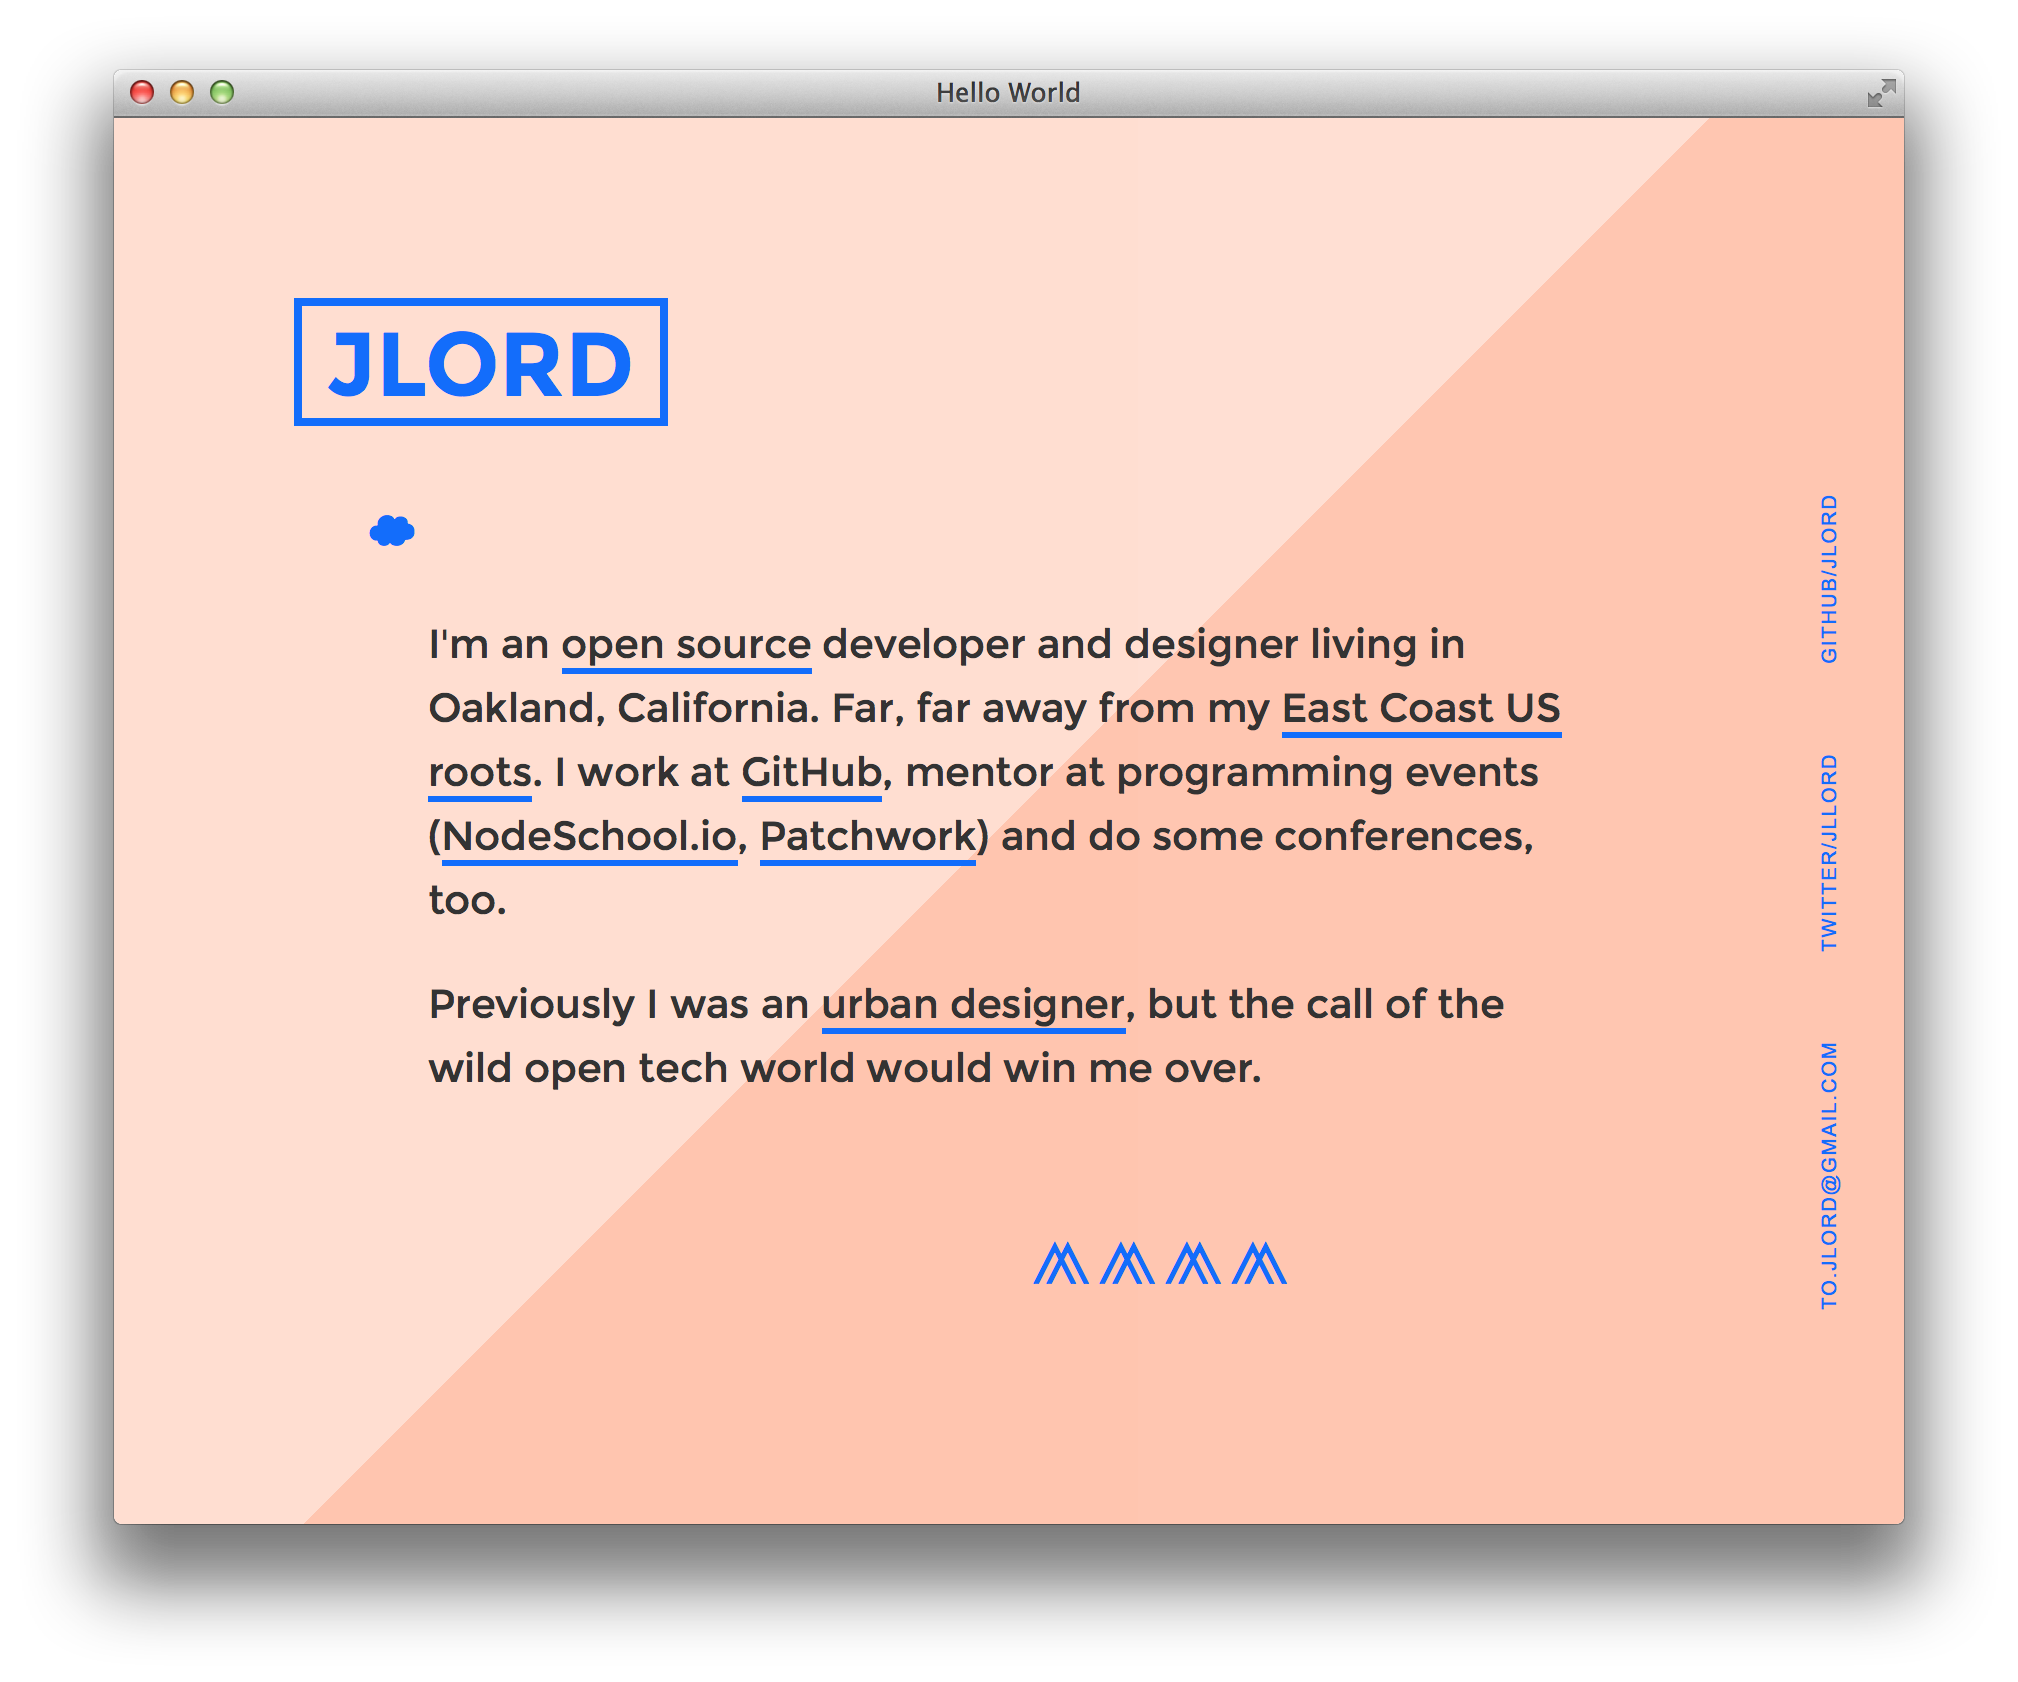 Hello World
JLORD
I'm an open source developer and designer living in
Oakland, California. Far, far away from my East Coast US
roots. I work at GitHub, mentor at programming events
(NodeSchool.io, Patchwork) and do some conferences,
too.
Previously I was an urban designer, but the call of the
wild open tech world would win me over.
GITHUB/JLORD
TWITTER/JLLORD
TO.JLORD@GMAIL.COM